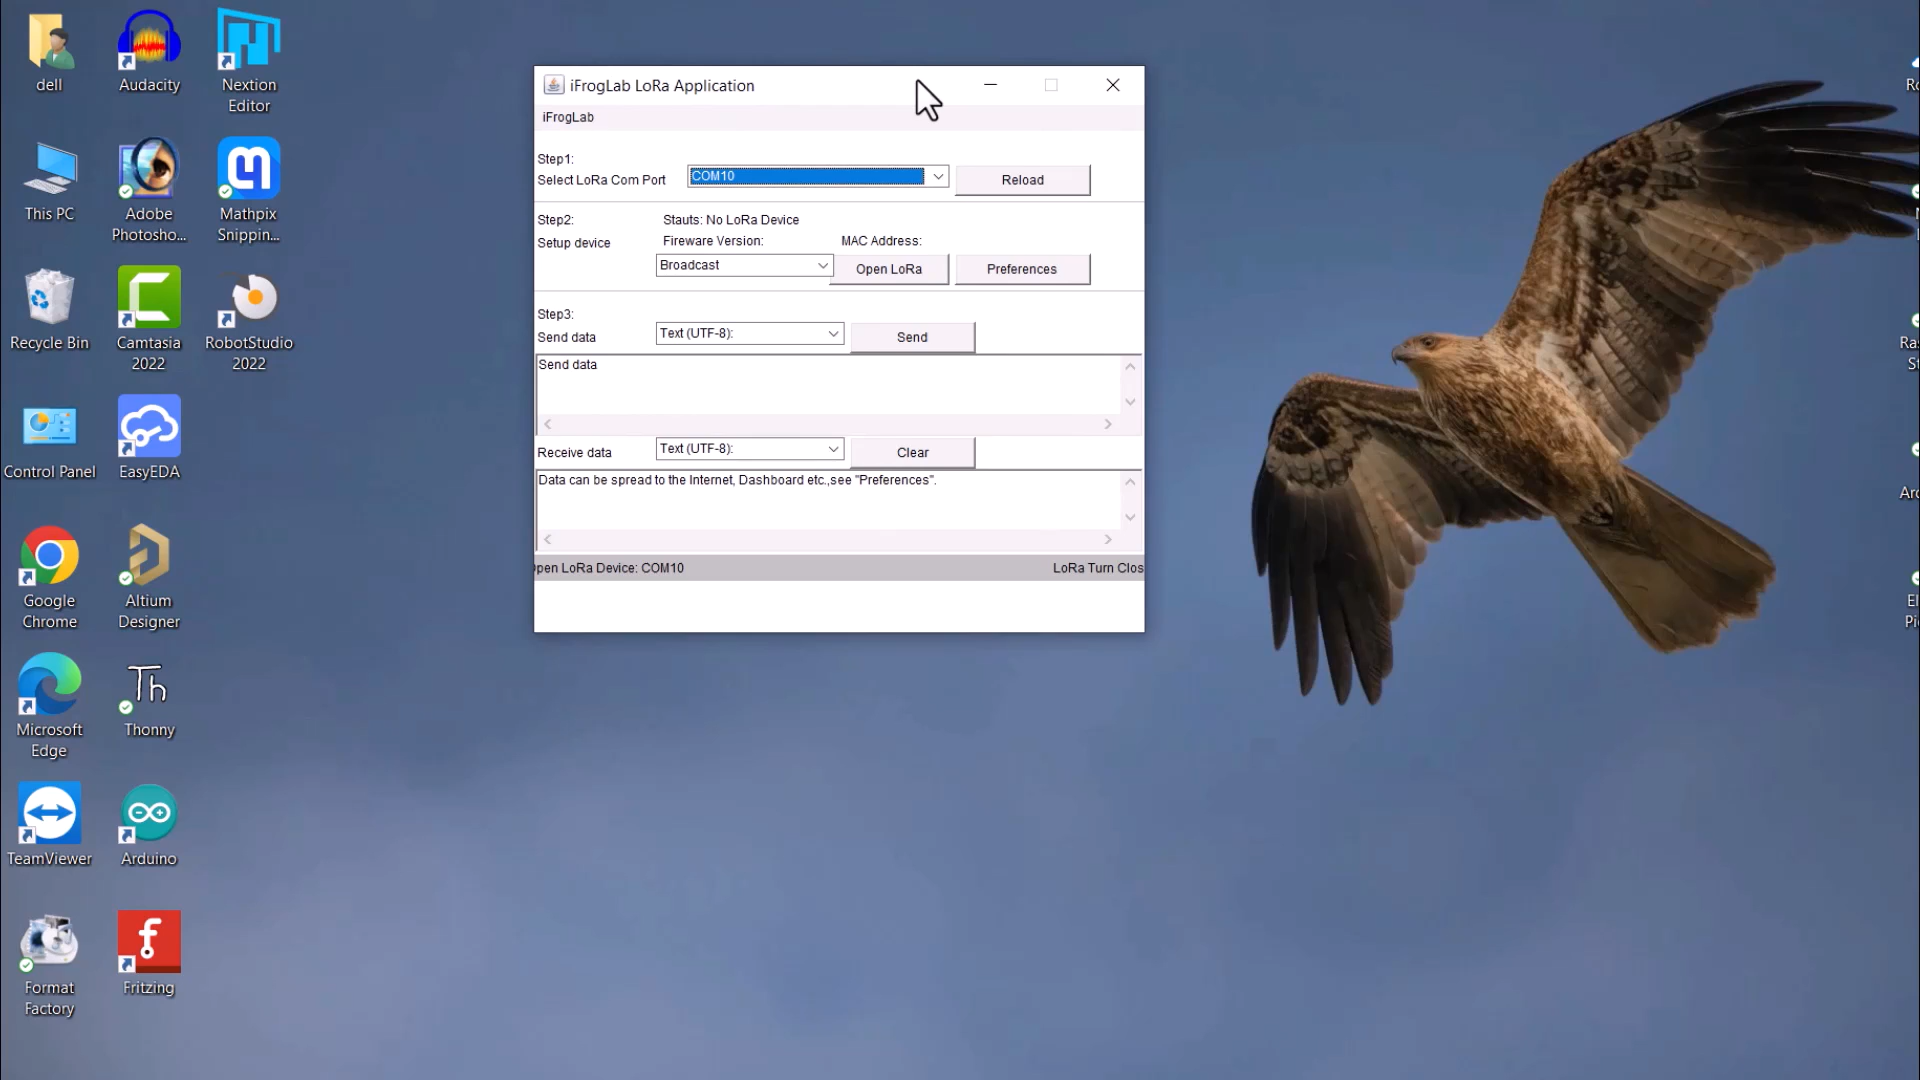 dell
Audacity
Nextion
Editor
This PC
Adobe
Photosho...
Mathpix
Snippin...
Recycle Bin
Camtasia
2022
RobotStudio
2022
Control Panel
EasyEDA
Google
Chrome
Altium
Designer
Microsoft
Edge
Th
Thonny
TeamViewer
Arduino
Format
Factory
Fritzing
iFrogLab LoRa Application
iFrogLab
Step1:
Select LoRa Com Port
COM10
Reload
Step2:
Stauts: No LoRa Device
Setup device
Fireware Version:
MAC Address:
Broadcast
Open LoRa
Preferences
Step3:
Send data
Text (UTF-8):
Send
Send data
Receive data
Text (UTF-8):
Clear
Data can be spread to the Internet, Dashboard etc.,see "Preferences".
pen LoRa Device: COM10
LoRa Turn Clos